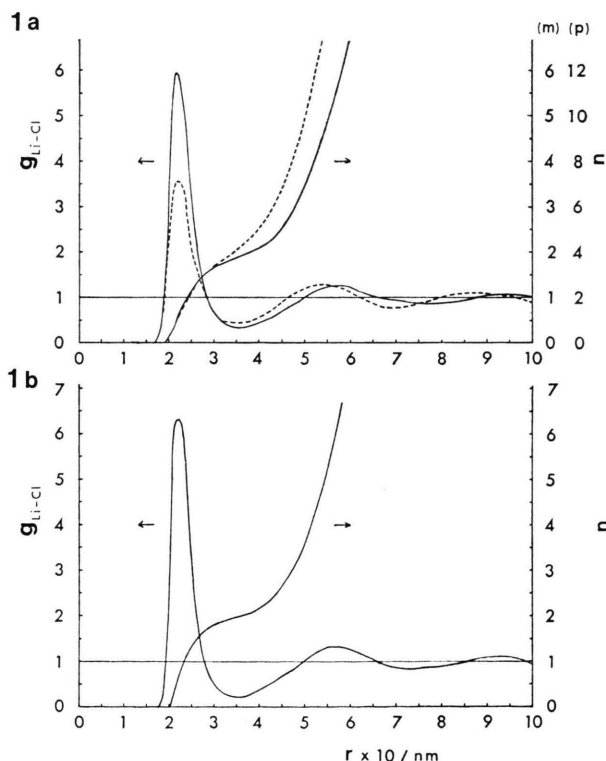 1a
(m) (p)
6 6 12
5 5 10
4 4 8
3 3 6
2 2 4
1 1 2
0 0 0
g Li-Cl
← →
n
0 1 2 3 4 5 6 7 8 9 10
1b
7 7
6 6
5 5
4 4
3 3
2 2
1 1
0 0
g Li-Cl
← →
n
0 1 2 3 4 5 6 7 8 9 10
r x 10 / nm